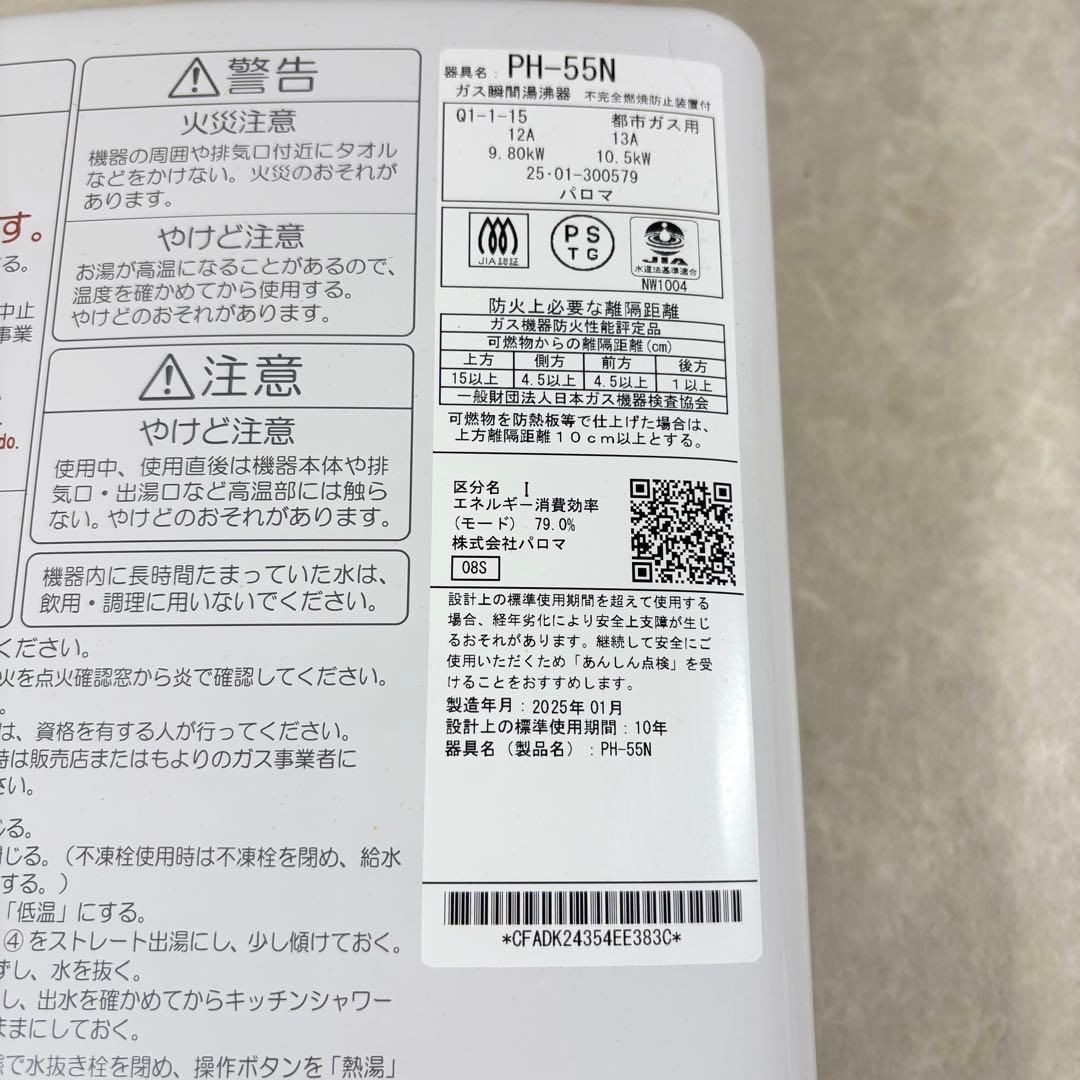 警告
火災注意
機器の周囲や排気口付近にタオル
などをかけない。火災のおそれが
あります。
やけど注意
お湯が高温になることがあるので、
温度を確かめてから使用する。
やけどのおそれがあります。
注意
やけど注意
使用中、使用直後は機器本体や排
気口・出湯口など高温部には触ら
ない。やけどのおそれがあります。
機器内に長時間たまっていた水は、
飲用・調理に用いないでください。
す。
る。
中止
事業
do.
ください。
火を点火確認窓から炎で確認してください。
は、資格を有する人が行ってください。
時は販売店またはもよりのガス事業者に
さい。
じる。
閉じる。(不凍栓使用時は不凍栓を閉め、給水
する。)
「低温」にする。
④をストレート出湯にし、少し傾けておく。
ずし、水を抜く。
し、出水を確かめてからキッチンシャワー
ままにしておく。
態で水抜き栓を閉め、操作ボタンを「熱湯」
器具名: PH-55N
ガス瞬間湯沸器 不完全燃焼防止装置付
Q1-1-15 都市ガス用
12A 13A
9.80kW 10.5kW
25・01-300579
パロマ
JIA認証
PS
TG
JIA
水道法基準適合
NW1004
防火上必要な離隔距離
ガス機器防火性能評定品
可燃物からの離隔距離(cm)
上方 側方 前方 後方
15以上 4.5以上 4.5以上 1以上
一般財団法人日本ガス機器検査協会
可燃物を防熱板等で仕上げた場合は、
上方離隔距離10cm以上とする。
区分名 I
エネルギー消費効率
(モード) 79.0%
株式会社パロマ
08S
設計上の標準使用期間を超えて使用する
場合、経年劣化により安全上支障が生じ
るおそれがあります。継続して安全にご
使用いただくため「あんしん点検」を受
けることをおすすめします。
製造年月:2025年01月
設計上の標準使用期間:10年
器具名(製品名):PH-55N
*CFADK24354EE383C*